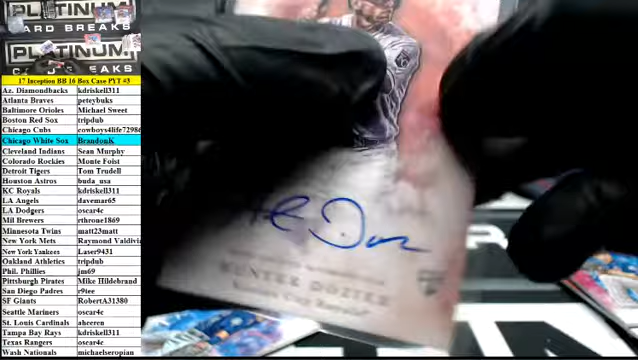 PLATINUM
CARD BREAKS
PLATINUM
17 Inception BB 16 Box Case PYT #3
Az. Diamondbacks kdriskell311
Atlanta Braves peteybuks
Baltimore Orioles Michael Sweet
Boston Red Sox tripdub
Chicago Cubs cowboys4life72986
Chicago White Sox BrandonK
Cleveland Indians Sean Murphy
Colorado Rockies Monte Foist
Detroit Tigers Tom Trudell
Houston Astros buda_usa
KC Royals kdriskell311
LA Angels davemar65
LA Dodgers oscar4c
Mil Brewers rthrone1869
Minnesota Twins matt23matt
New York Mets Raymond Valdivi
New York Yankees Laser9431
Oakland Athletics tripdub
Phil. Phillies jm69
Pittsburgh Pirates Mike Hildebrand
San Diego Padres r9tee
SF Giants RobertA31380
Seattle Mariners oscar4c
St. Louis Cardinals ahceren
Tampa Bay Rays kdriskell311
Texas Rangers oscar4c
Wash Nationals michaelseropian
HUNTER DOZIER